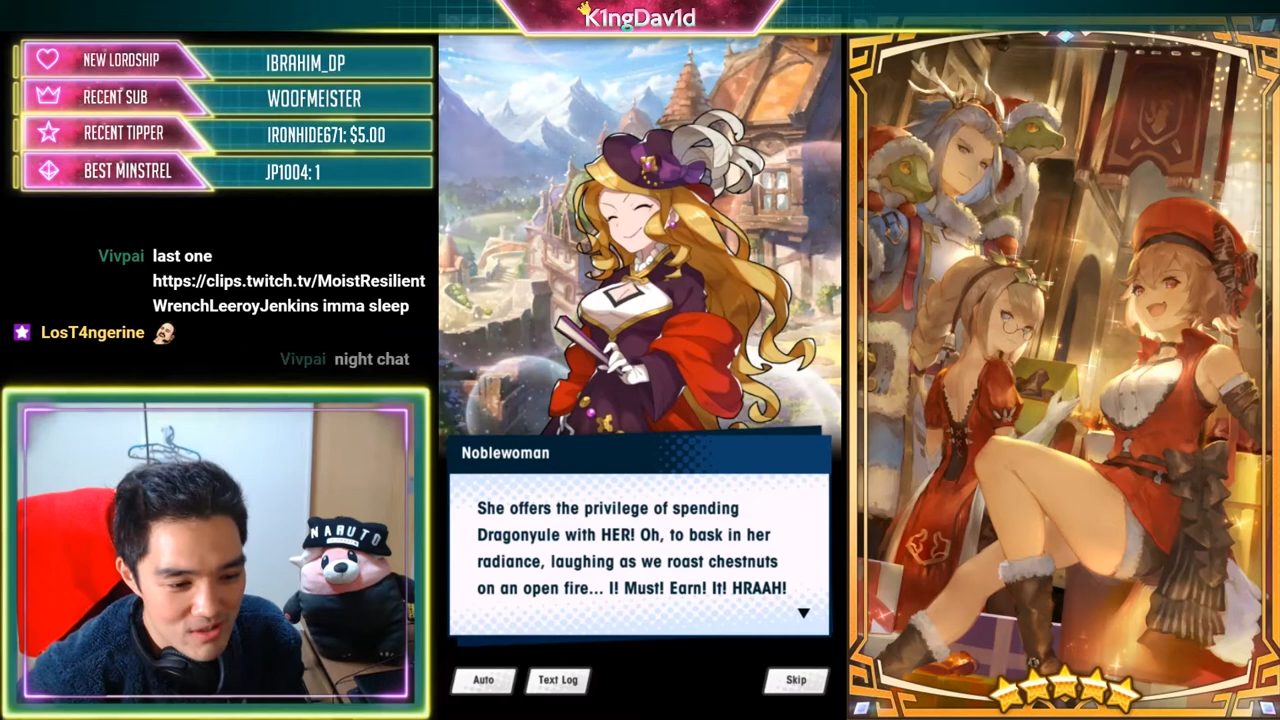 K1ngDav1d
NEW LORDSHIP
IBRAHIM_DP
RECENT SUB
WOOFMEISTER
RECENT TIPPER
IRONHIDE671: $5.00
BEST MINSTREL
JP1004: 1
Vivpai last one
https://clips.twitch.tv/MoistResilient
WrenchLeeroyJenkins imma sleep
LosT4ngerine
Vivpai night chat
NARUTO
Noblewoman
She offers the privilege of spending
Dragonyule with HER! Oh, to bask in her
radiance, laughing as we roast chestnuts
on an open fire... I! Must! Earn! It! HRAAH!
Auto
Text Log
Skip